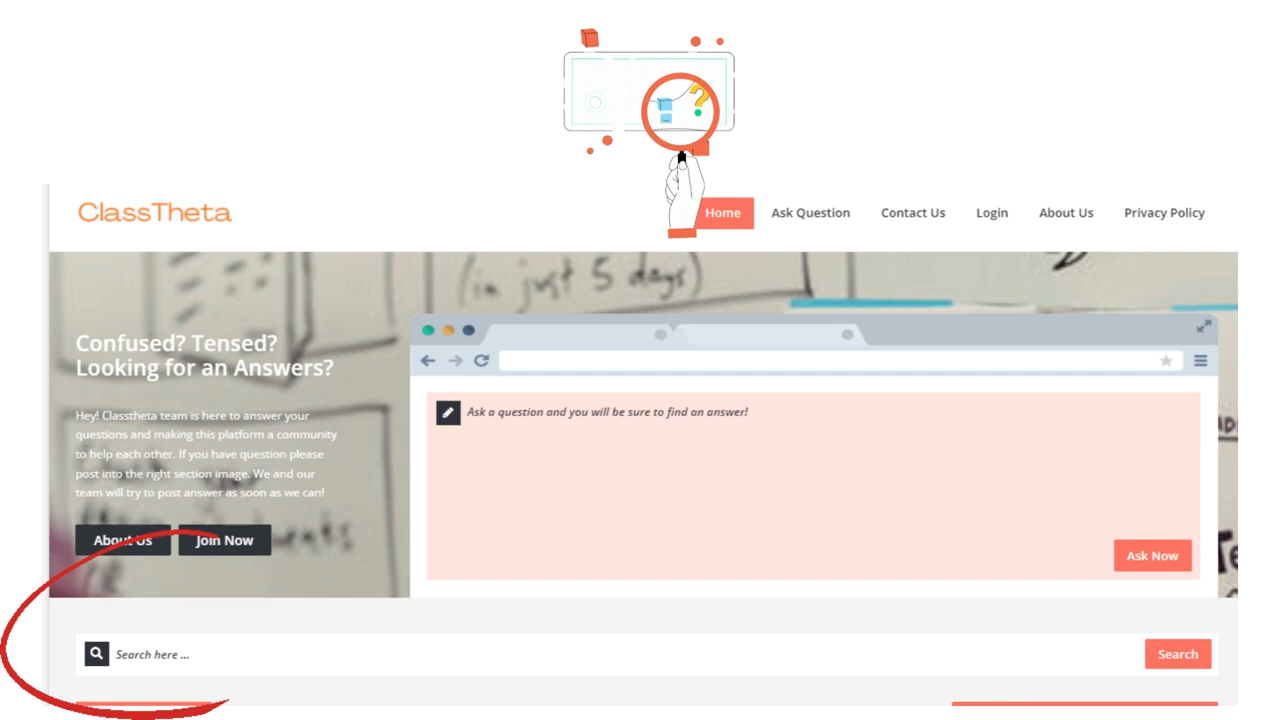 ?
ClassTheta
Home
Ask Question
Contact Us
Login
About Us
Privacy Policy
(in just 5 days)
Confused? Tensed?
Looking for an Answers?
Hey! Classtheta team is here to answer your
questions and making this platform a community
to help each other. If you have question please
post into the right section image. We and our
team will try to post answer as soon as we can!
About Us
Join Now
Ask a question and you will be sure to find an answer!
Ask Now
Search here ...
Search